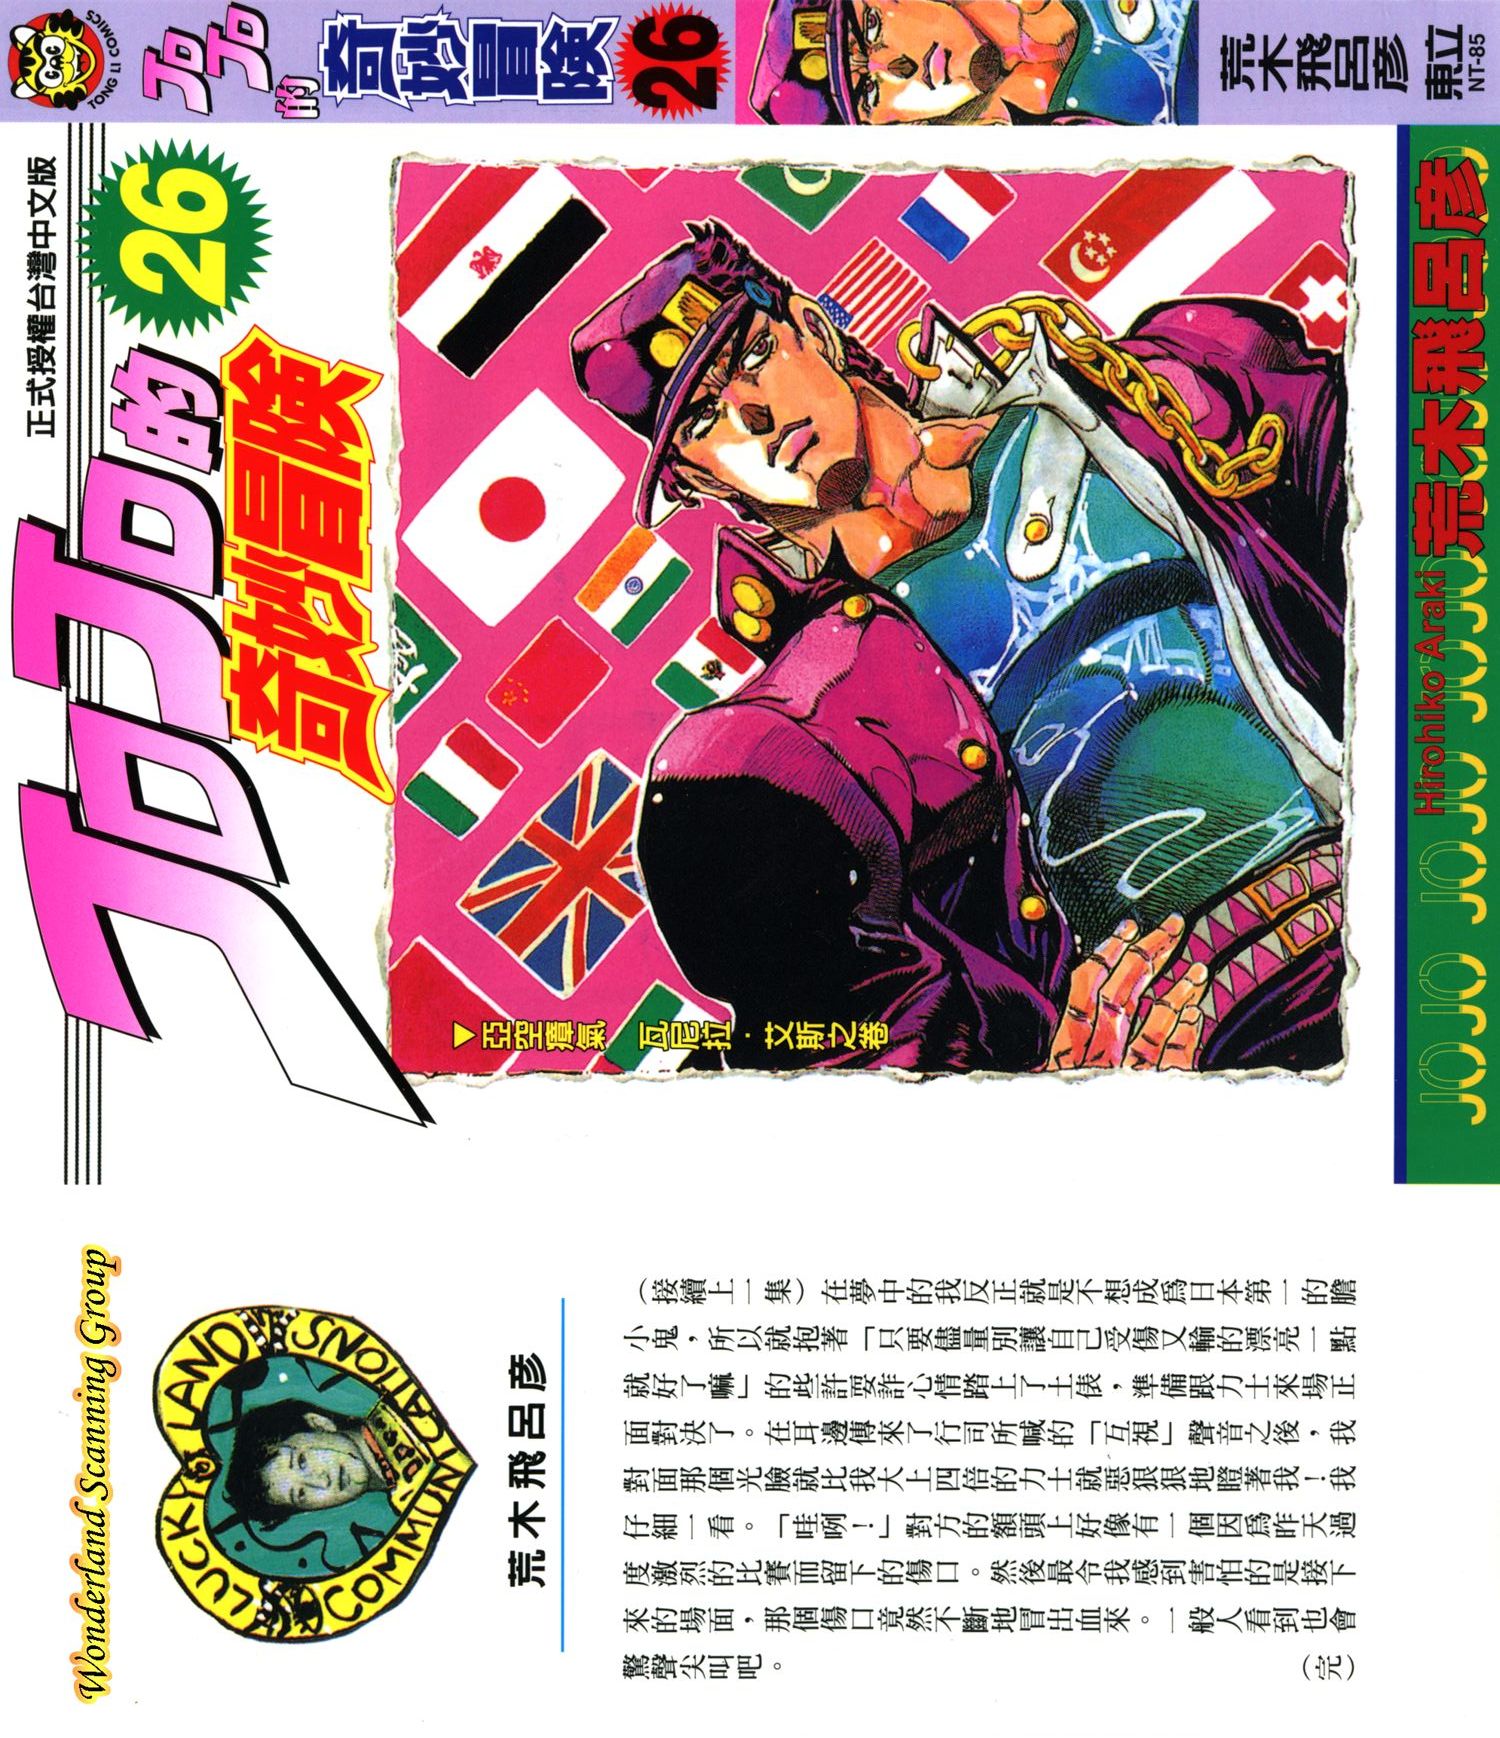 TONG LI COMICS
JOJO的
奇妙冒険
26
荒木飛呂彦
東立
NT-85
正式授權台灣中文版
26
JOJO的
奇妙冒険
▼亞空瘴氣　瓦尼拉·艾斯之卷
荒木飛呂彦
Hirohiko Araki
JOJO JOJO JOJO JOJO JOJO
Wonderland Scanning Group
LUCKY LAND
COMMUNICATIONS
荒木飛呂彦
（接續上一集）在夢中的我反正就是不想成為日本第一的膽
小鬼，所以就抱著「只要儘量別讓自己受傷又輸的漂亮一點
就好了嘛」的些許耍詐心情踏上了土俵，準備跟力士來場正
面對決了。在耳邊傳來了行司所喊的「互視」聲音之後，我
對面那個光臉就比我大上四倍的力士就惡狠狠地瞪著我！我
仔細一看。「哇咧！」對方的額頭上好像有一個因為昨天過
度激烈的比賽而留下的傷口。然後最令我感到害怕的是接下
來的場面，那個傷口竟然不斷地冒出血來。一般人看到也會
驚聲尖叫吧。
（完）